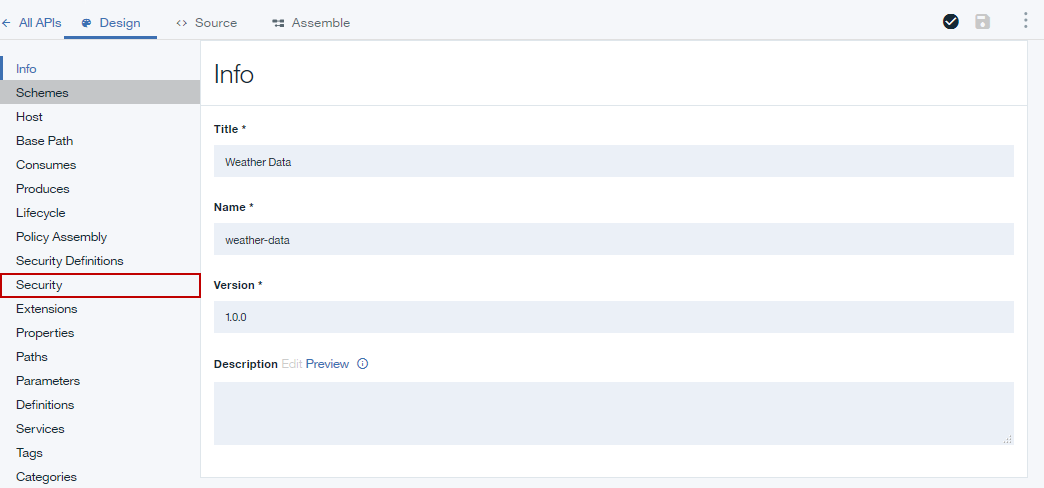 All APIs Design Source Assemble
Info
Schemes
Host
Base Path
Consumes
Produces
Lifecycle
Policy Assembly
Security Definitions
Security
Extensions
Properties
Paths
Parameters
Definitions
Services
Tags
Categories
Info
Title *
Weather Data
Name *
weather-data
Version *
1.0.0
Description Edit Preview